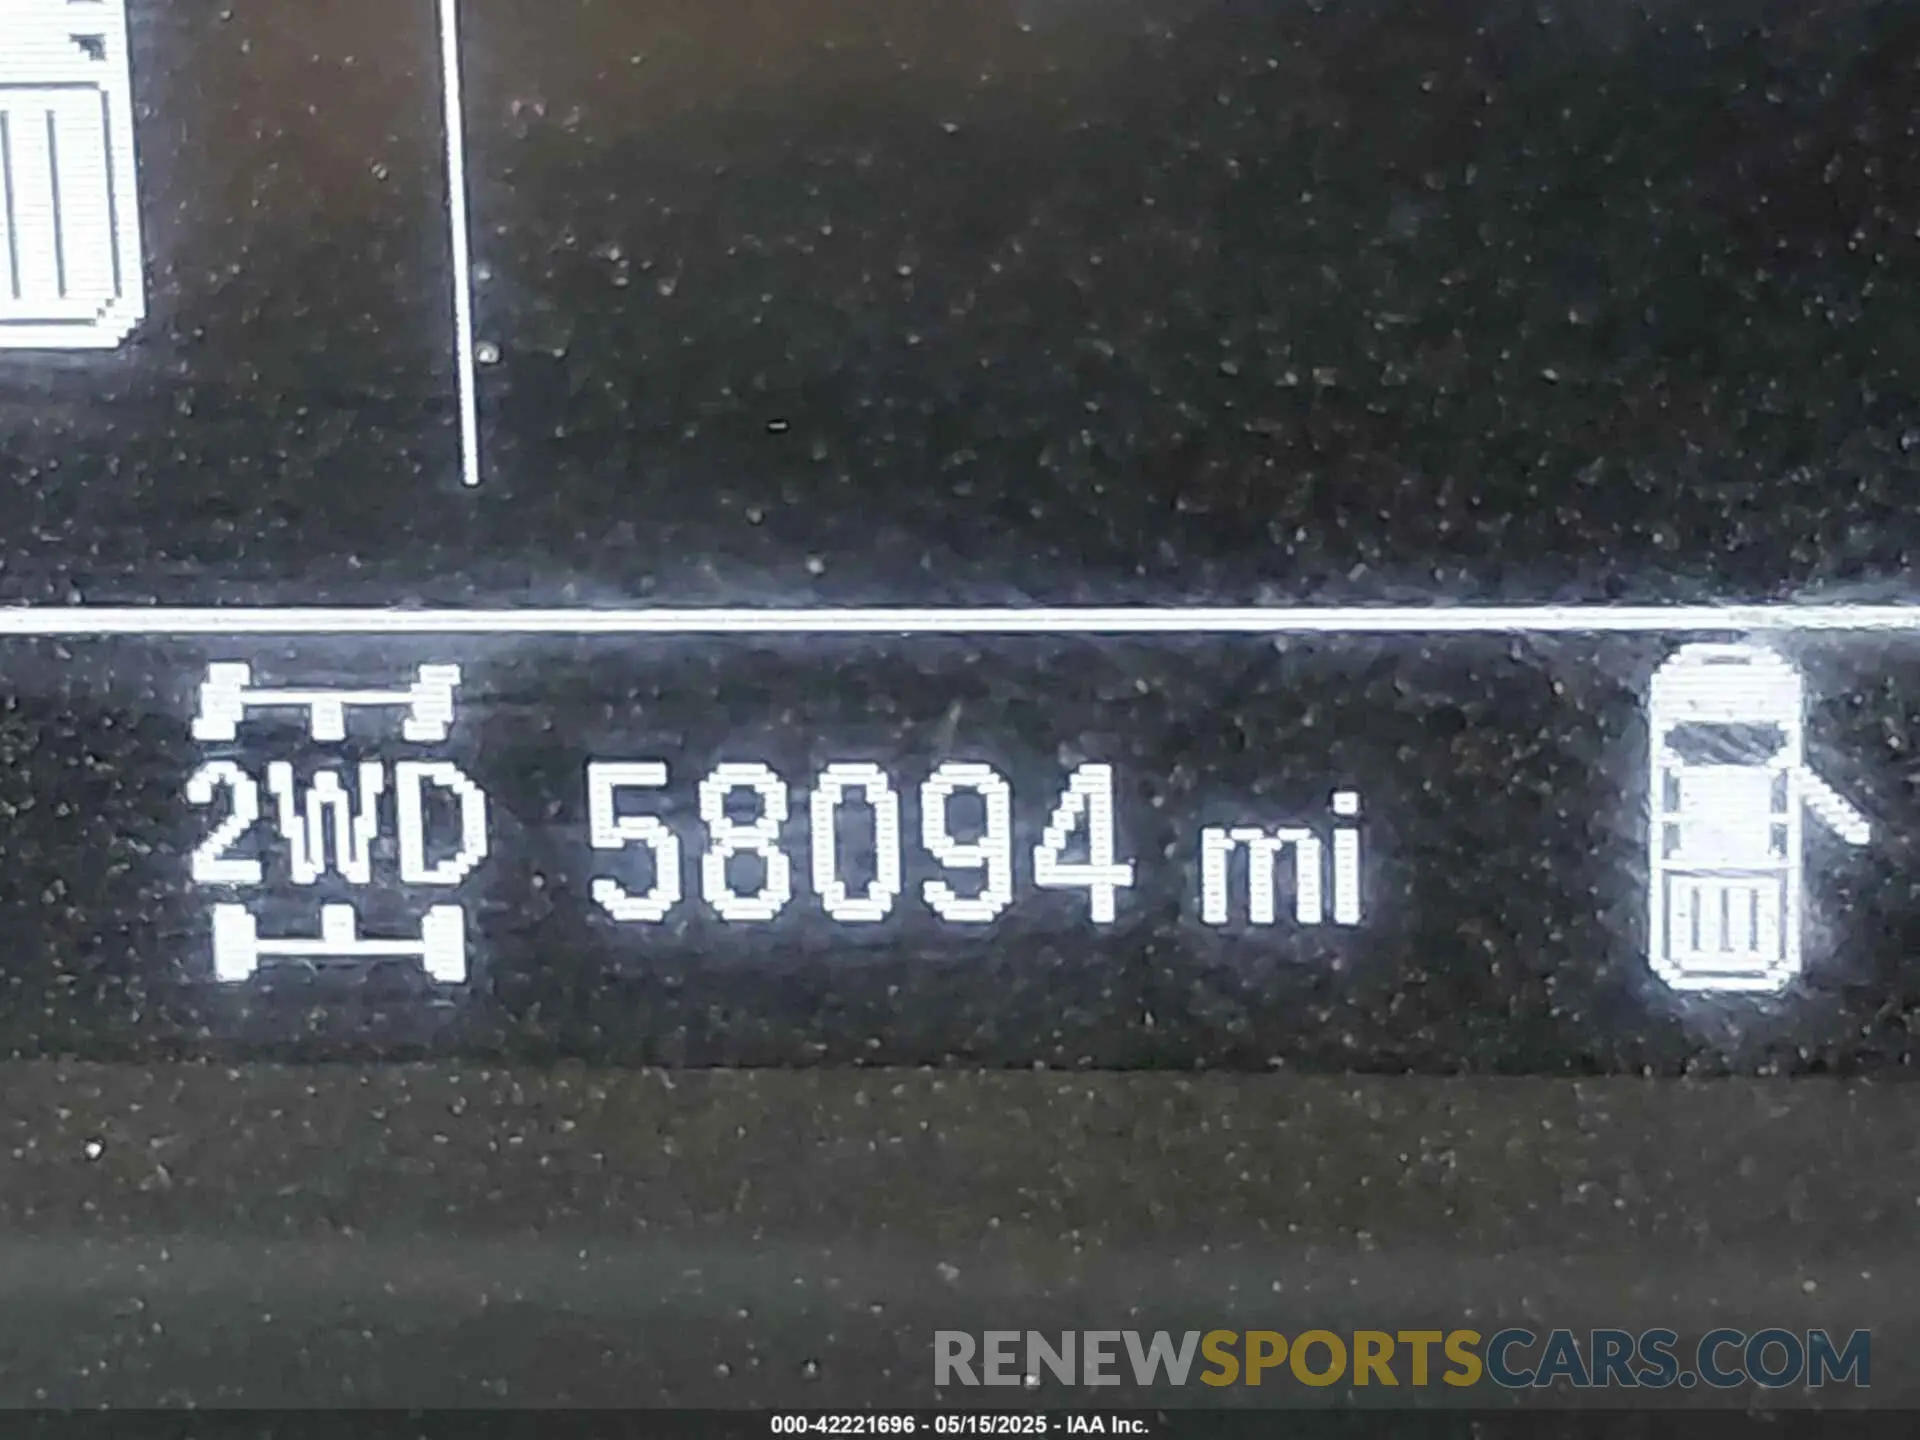 2WD 58094 mi
RENEWSPORTSCARS.COM
000-42221696 - 05/15/2025 - IAA Inc.